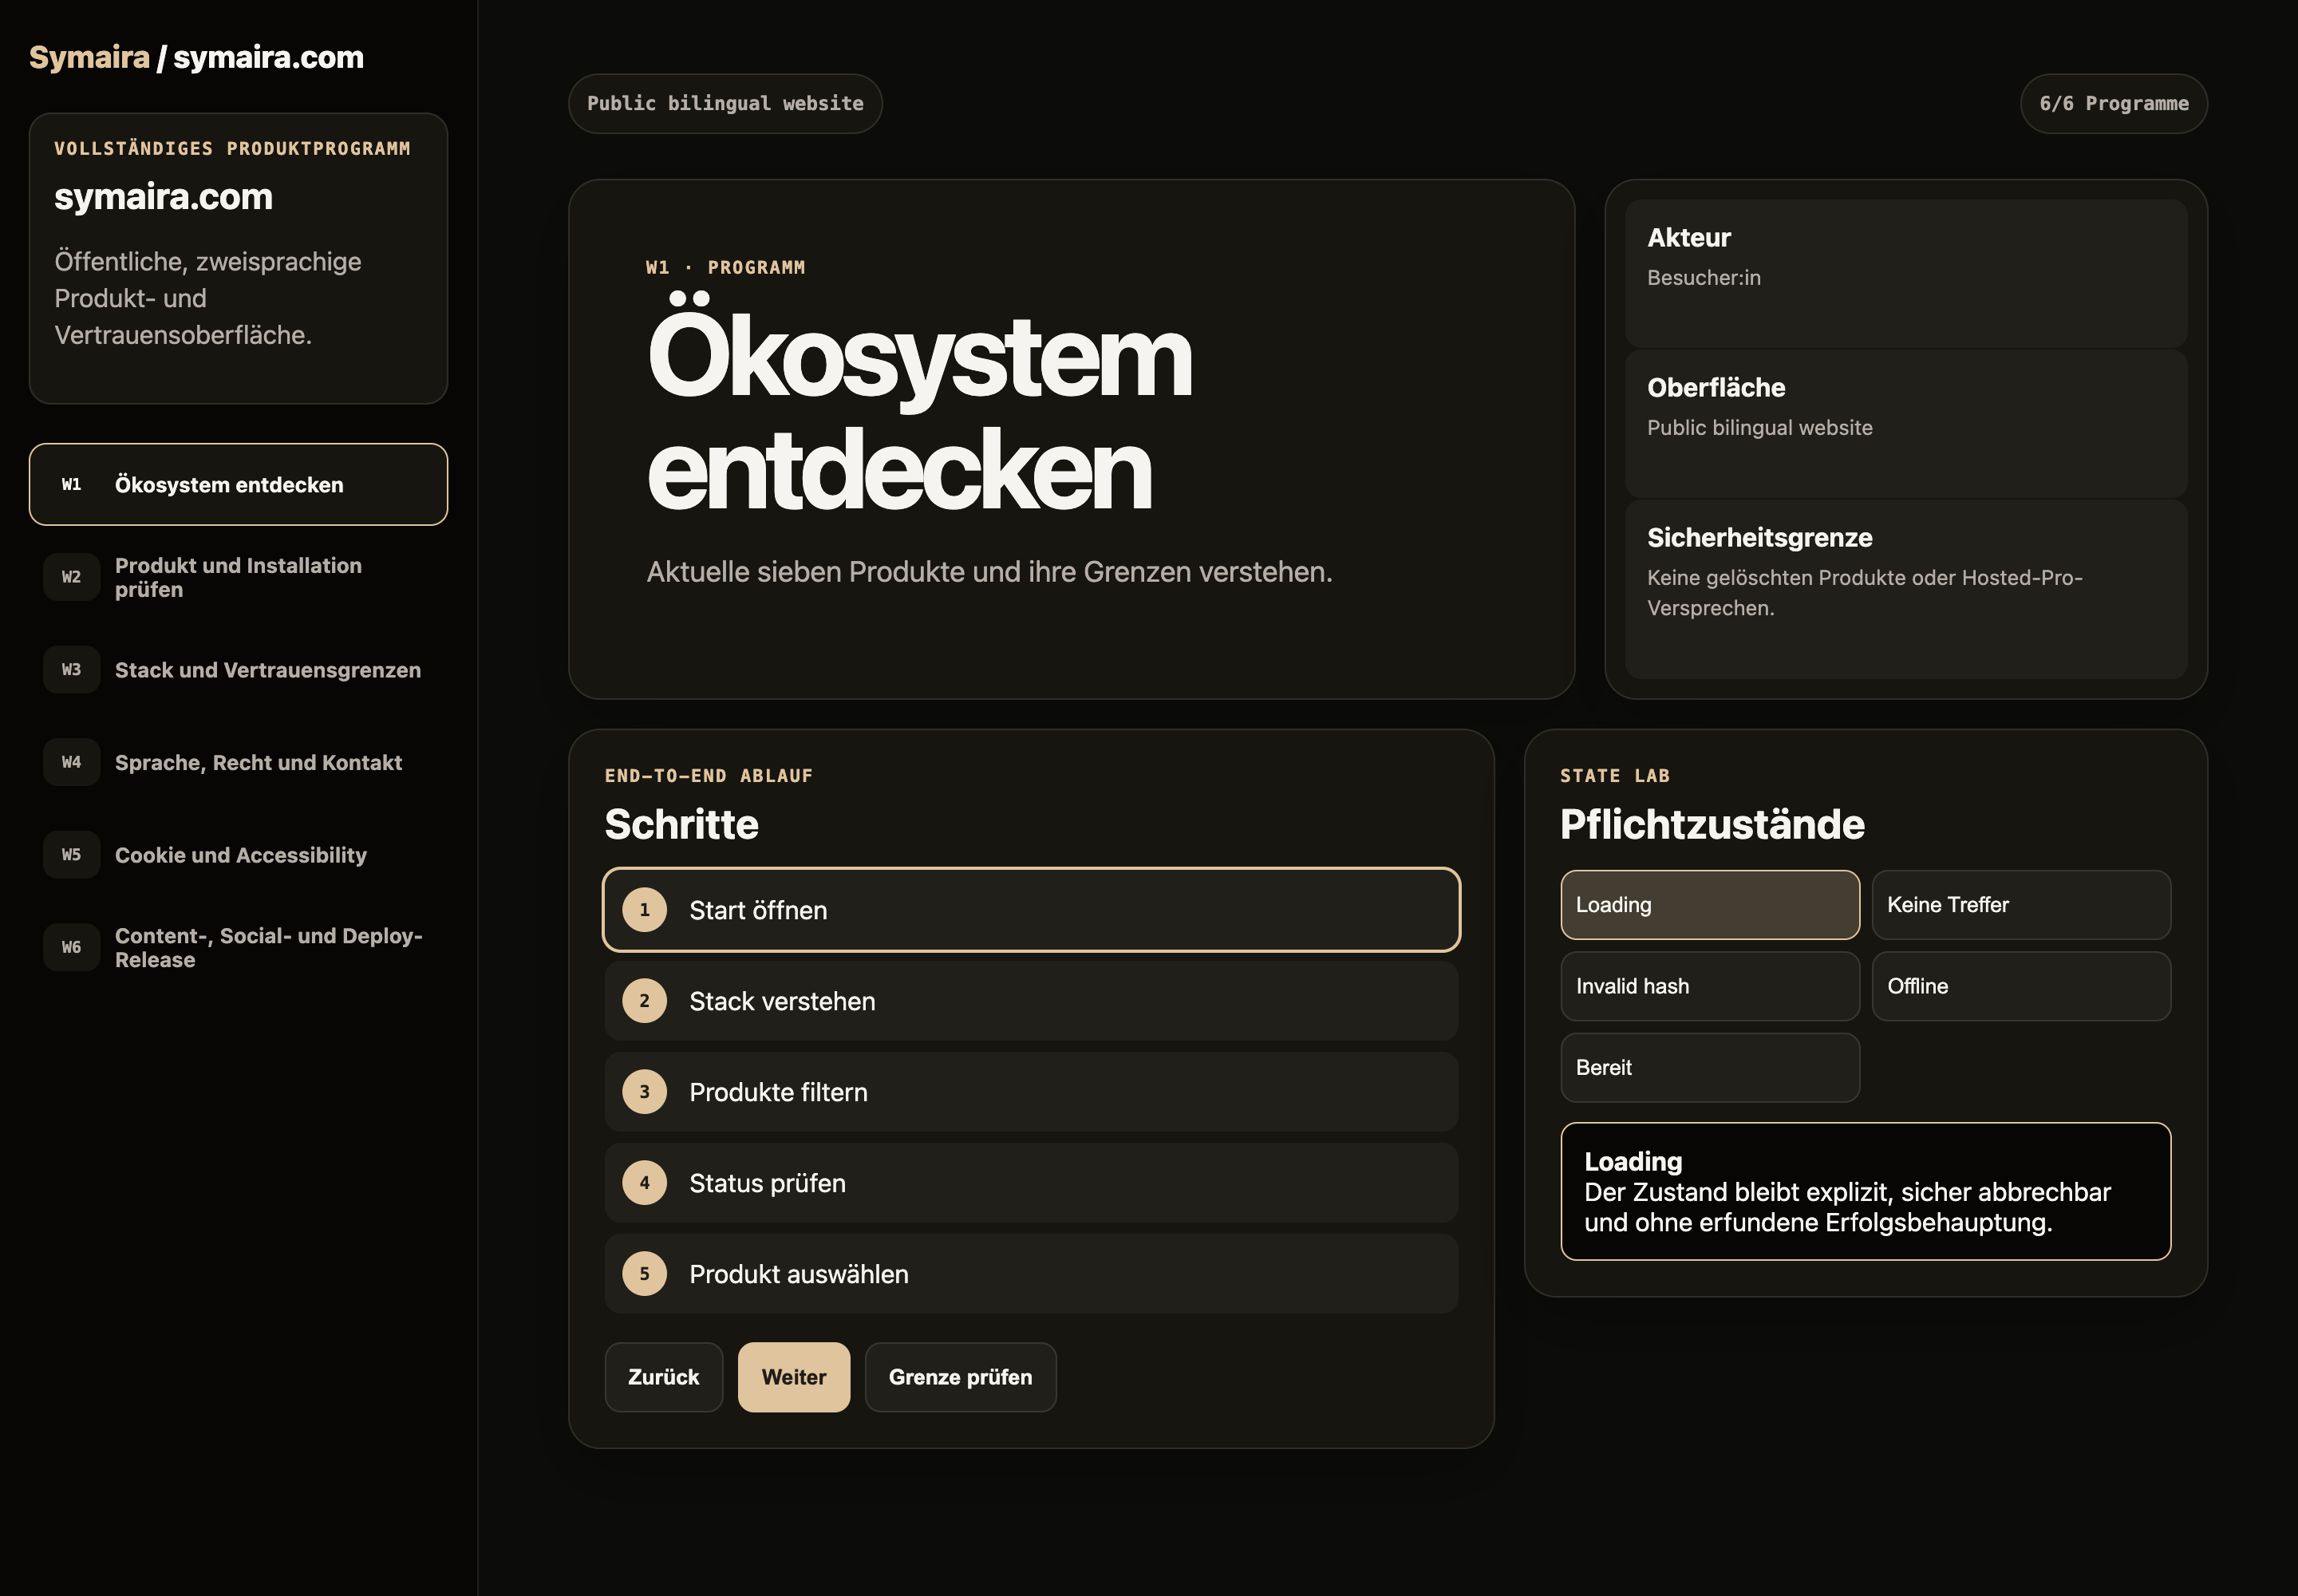 Symaira / symaira.com
VOLLSTÄNDIGES PRODUKTPROGRAMM
symaira.com
Öffentliche, zweisprachige
Produkt- und
Vertrauensoberfläche.
W1 Ökosystem entdecken
W2 Produkt und Installation
prüfen
W3 Stack und Vertrauensgrenzen
W4 Sprache, Recht und Kontakt
W5 Cookie und Accessibility
W6 Content-, Social- und Deploy-
Release
Public bilingual website
6/6 Programme
W1 · PROGRAMM
Ökosystem
entdecken
Aktuelle sieben Produkte und ihre Grenzen verstehen.
Akteur
Besucher:in
Oberfläche
Public bilingual website
Sicherheitsgrenze
Keine gelöschten Produkte oder Hosted-Pro-
Versprechen.
END-TO-END ABLAUF
Schritte
1 Start öffnen
2 Stack verstehen
3 Produkte filtern
4 Status prüfen
5 Produkt auswählen
Zurück
Weiter
Grenze prüfen
STATE LAB
Pflichtzustände
Loading
Keine Treffer
Invalid hash
Offline
Bereit
Loading
Der Zustand bleibt explizit, sicher abbrechbar
und ohne erfundene Erfolgsbehauptung.